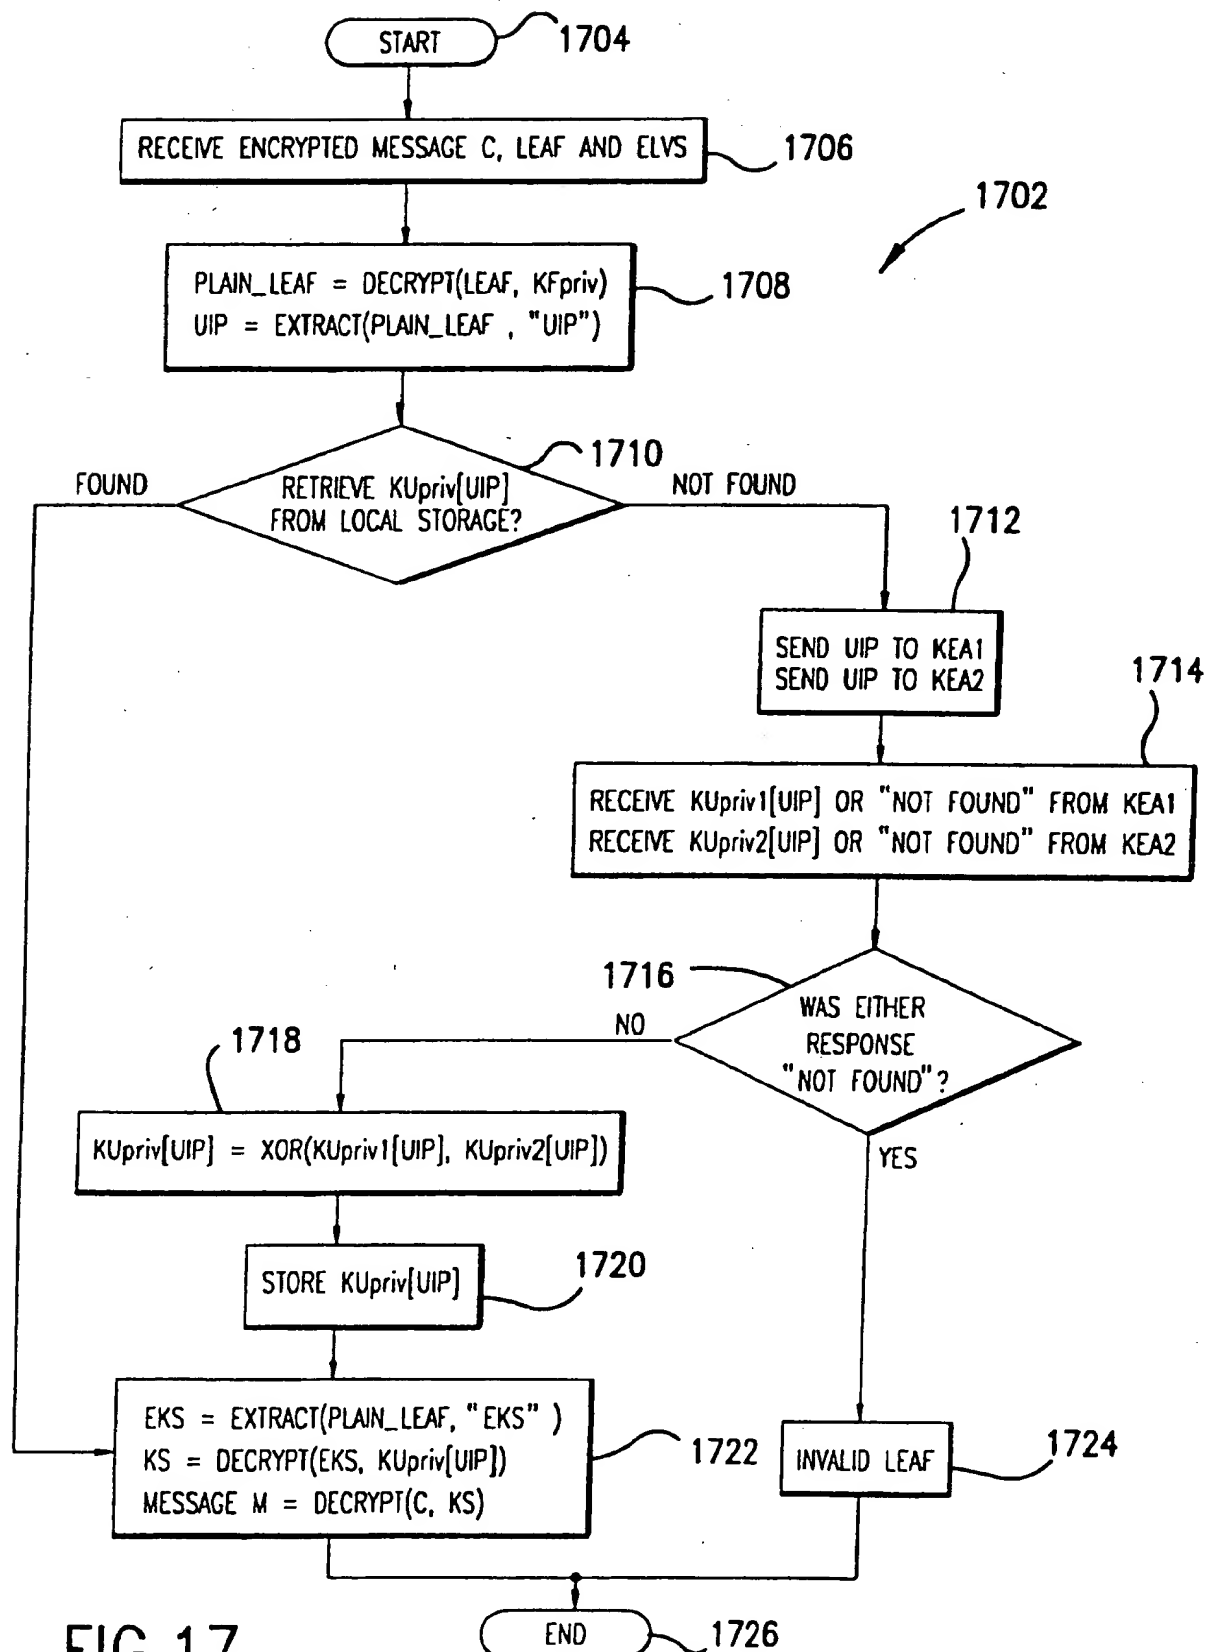 START
1704
RECEIVE ENCRYPTED MESSAGE C, LEAF AND ELVS
1706
1702
PLAIN_LEAF = DECRYPT(LEAF, KFpriv)
UIP = EXTRACT(PLAIN_LEAF , "UIP")
1708
1710
FOUND
RETRIEVE KUpriv[UIP]
FROM LOCAL STORAGE?
NOT FOUND
1712
SEND UIP TO KEA1
SEND UIP TO KEA2
1714
RECEIVE KUpriv1[UIP] OR "NOT FOUND" FROM KEA1
RECEIVE KUpriv2[UIP] OR "NOT FOUND" FROM KEA2
1716
WAS EITHER
RESPONSE
"NOT FOUND"?
NO
YES
1718
KUpriv[UIP] = XOR(KUpriv1[UIP], KUpriv2[UIP])
STORE KUpriv[UIP]
1720
EKS = EXTRACT(PLAIN_LEAF, "EKS" )
KS = DECRYPT(EKS, KUpriv[UIP])
MESSAGE M = DECRYPT(C, KS)
1722
INVALID LEAF
1724
END
1726
FIG. 17